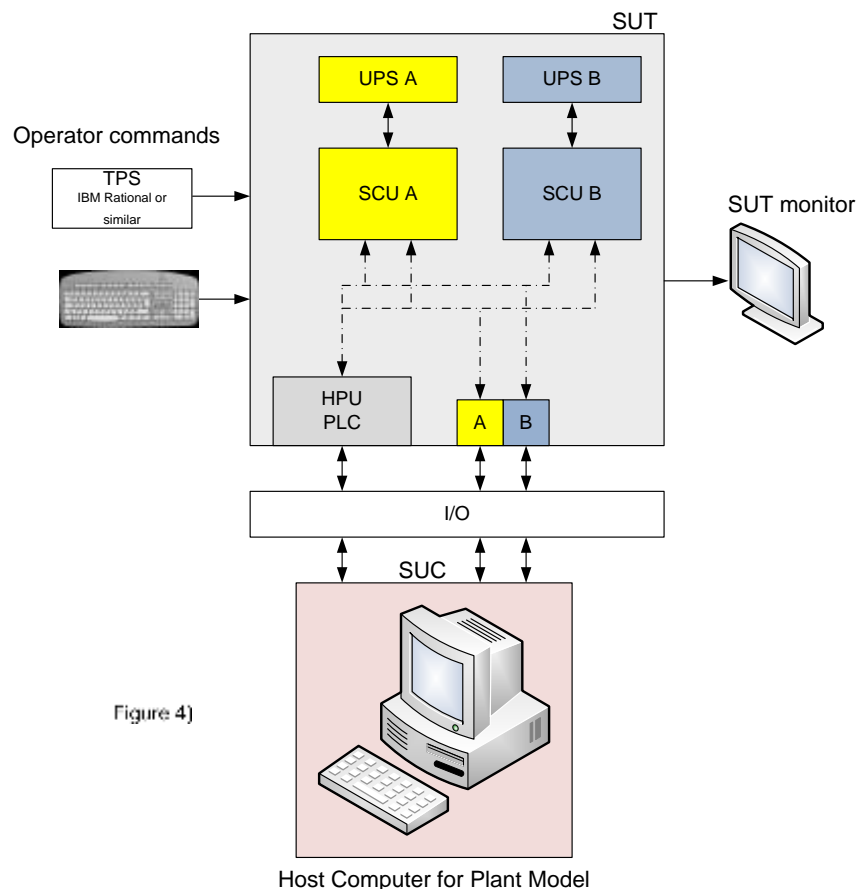 SUT
UPS A
UPS B
Operator commands
TPS
IBM Rational or
similar
SCU A
SCU B
SUT monitor
HPU
PLC
A
B
I/O
SUC
Figure 4)
Host Computer for Plant Model